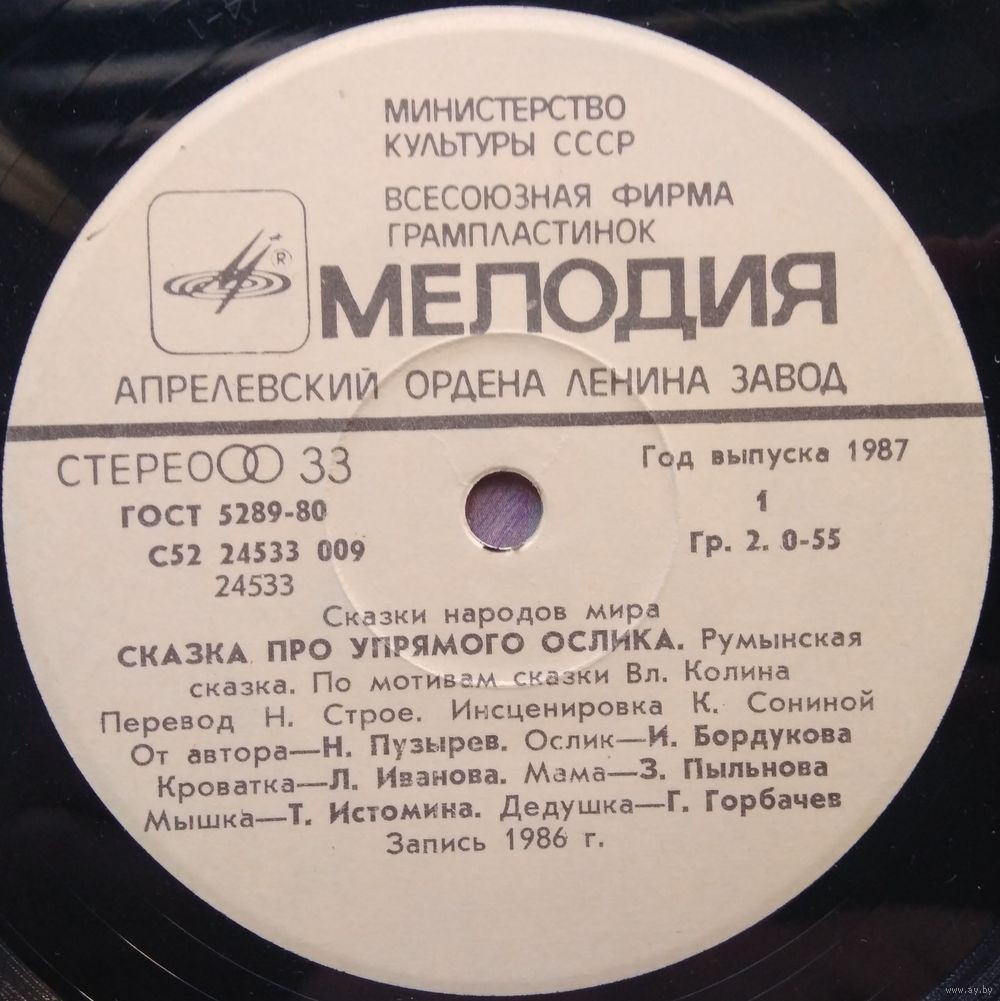 МИНИСТЕРСТВО
КУЛЬТУРЫ СССР
ВСЕСОЮЗНАЯ ФИРМА
ГРАМПЛАСТИНОК
®
МЕЛОДИЯ
АПРЕЛЕВСКИЙ ОРДЕНА ЛЕНИНА ЗАВОД
СТЕРЕО 33
Год выпуска 1987
ГОСТ 5289-80
1
С52 24533 009
Гр. 2. 0-55
24533
Сказки народов мира
СКАЗКА ПРО УПРЯМОГО ОСЛИКА. Румынская
сказка. По мотивам сказки Вл. Колина
Перевод Н. Строе. Инсценировка К. Сониной
От автора—Н. Пузырев. Ослик—И. Бордукова
Кроватка—Л. Иванова. Мама—З. Пыльнова
Мышка—Т. Истомина. Дедушка—Г. Горбачев
Запись 1986 г.
www.ay.by